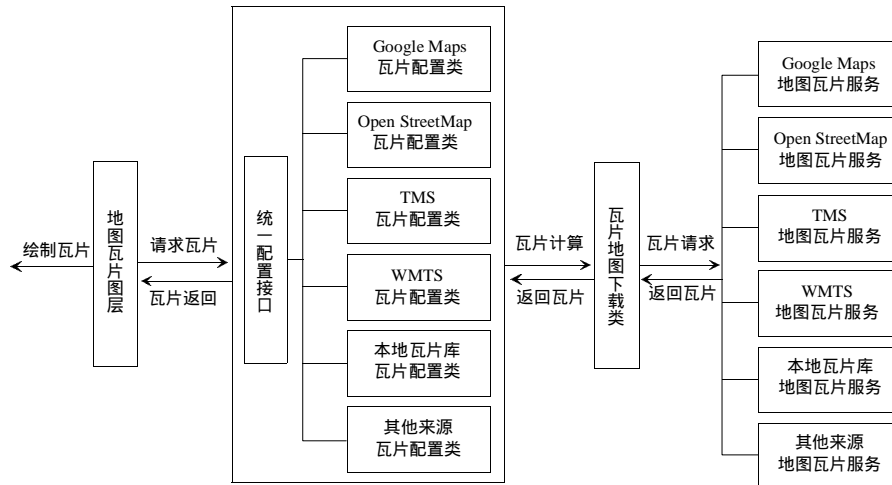 绘制瓦片
地图瓦片图层
请求瓦片
瓦片返回
统一配置接口
Google Maps
瓦片配置类
Open StreetMap
瓦片配置类
TMS
瓦片配置类
WMTS
瓦片配置类
本地瓦片库
瓦片配置类
其他来源
瓦片配置类
瓦片计算
返回瓦片
瓦片地图下载类
瓦片请求
返回瓦片
Google Maps
地图瓦片服务
Open StreetMap
地图瓦片服务
TMS
地图瓦片服务
WMTS
地图瓦片服务
本地瓦片库
地图瓦片服务
其他来源
地图瓦片服务